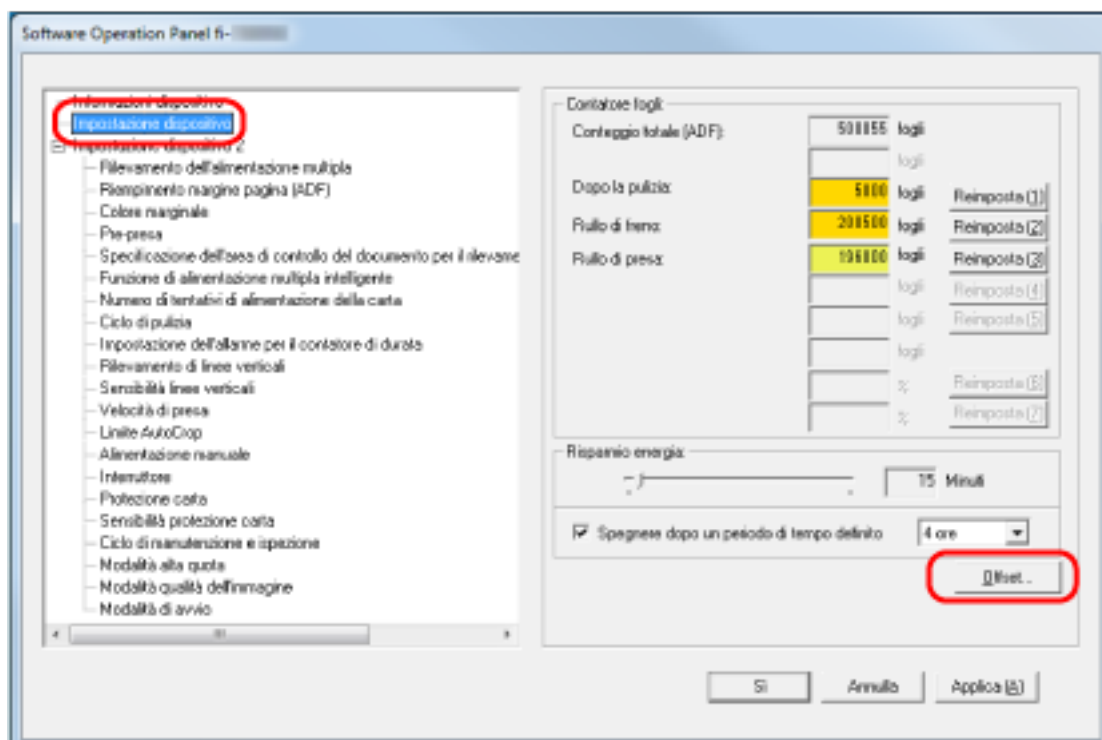 Software Operation Panel fi-
Informazioni dispositivo
Impostazione dispositivo
Impostazione dispositivo 2
Rilevamento dell'alimentazione multipla
Riempimento margine pagina (ADF)
Colore marginale
Pre-presa
Specificazione dell'area di controllo del documento per il rilevame
Funzione di alimentazione multipla intelligente
Numero di tentativi di alimentazione della carta
Ciclo di pulizia
Impostazione dell'allarme per il contatore di durata
Rilevamento di linee verticali
Sensibilità linee verticali
Velocità di presa
Limite AutoCrop
Alimentazione manuale
Interruttore
Protezione carta
Sensibilità protezione carta
Ciclo di manutenzione e ispezione
Modalità alta quota
Modalità qualità dell'immagine
Modalità di avvio
Contatore fogli:
Conteggio totale (ADF): fogli
fogli
Dopo la pulizia: fogli Reimposta (1)
Rullo di freno: fogli Reimposta (2)
Rullo di presa: fogli Reimposta (3)
fogli Reimposta (4)
fogli Reimposta (5)
fogli
% Reimposta (6)
% Reimposta (7)
Risparmio energia:
15 Minuti
Spegnere dopo un periodo di tempo definito 4 ore
Offset...
Sì Annulla Applica (A)